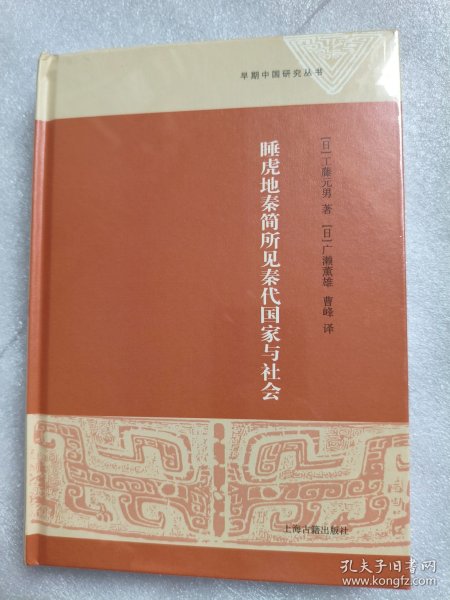 早期中国研究丛书
睡虎地秦简所见秦代国家与社会
[日]工藤元男 著 [日]广濑薰雄 曹峰 译
上海古籍出版社
孔夫子旧书网
www.kongfz.com